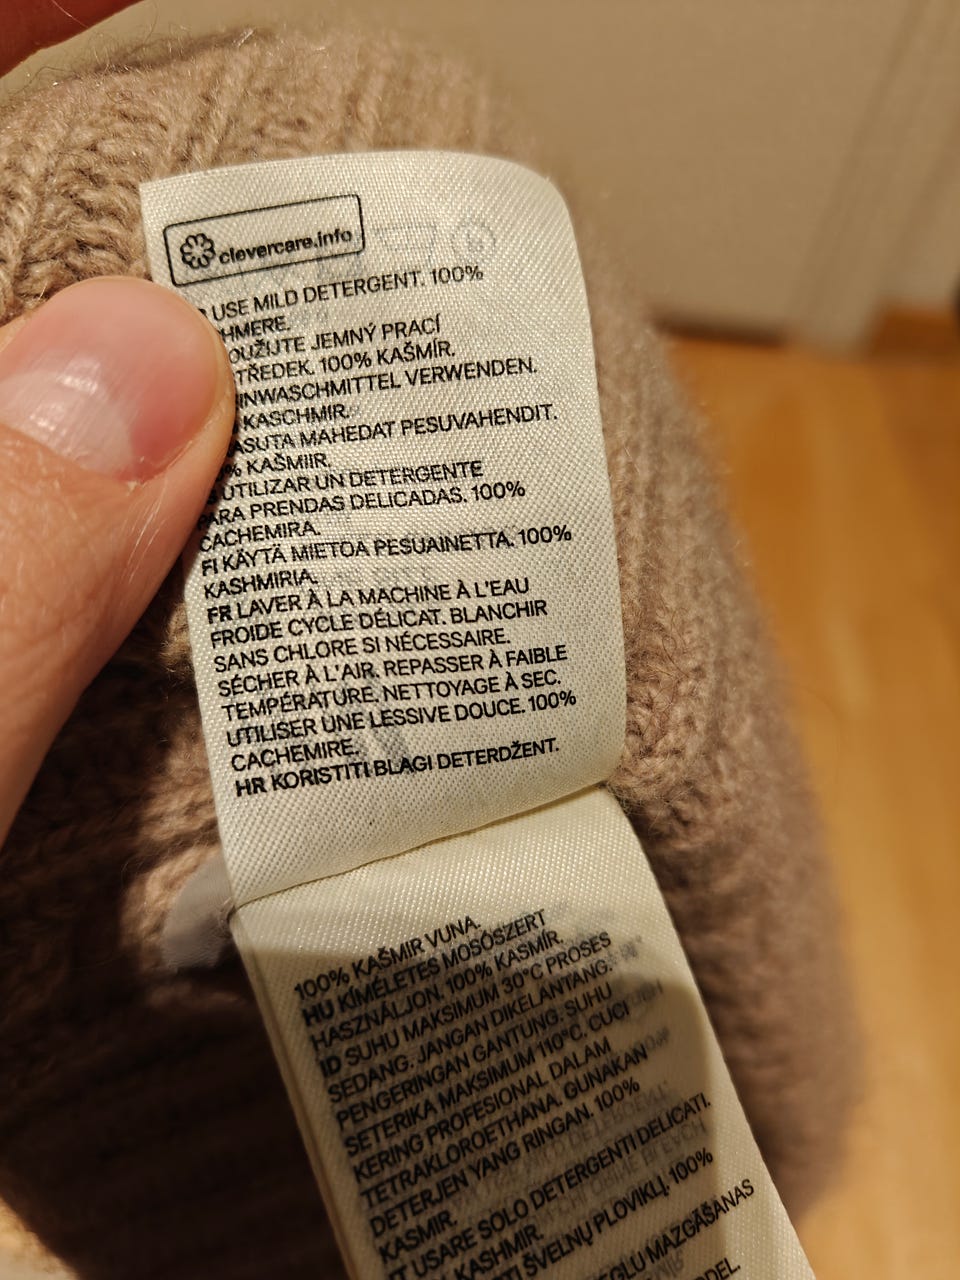 clevercare.info
USE MILD DETERGENT. 100%
HMERE.
OUŽIJTE JEMNÝ PRACÍ
TŘEDEK. 100% KAŠMÍR.
INWASCHMITTEL VERWENDEN.
KASCHMIR.
ASUTA MAHEDAT PESUVAHENDIT.
% KAŠMIIR.
UTILIZAR UN DETERGENTE
PARA PRENDAS DELICADAS. 100%
CACHEMIRA.
FI KÄYTÄ MIETOA PESUAINETTA. 100%
KASHMIRIA.
FR LAVER À LA MACHINE À L'EAU
FROIDE CYCLE DÉLICAT. BLANCHIR
SANS CHLORE SI NÉCESSAIRE.
SÉCHER À L'AIR. REPASSER À FAIBLE
TEMPÉRATURE. NETTOYAGE À SEC.
UTILISER UNE LESSIVE DOUCE. 100%
CACHEMIRE.
HR KORISTITI BLAGI DETERDŽENT.
100% KAŠMIR VUNA.
HU KÍMÉLETES MOSÓSZERT
HASZNÁLJON. 100% KASMÍR.
ID SUHU MAKSIMUM 30°C PROSES
SEDANG. JANGAN DIKELANTANG.
PENGERINGAN GANTUNG. SUHU
SETERIKA MAKSIMUM 110°C. CUCI
KERING PROFESIONAL DALAM
TETRAKLOROETHANA. GUNAKAN
DETERJEN YANG RINGAN. 100%
KASMIR.
IT USARE SOLO DETERGENTI DELICATI.
KASHMIR.
TI ŠVELNŲ PLOVIKLĮ. 100%
EGLU MAZGĀŠANAS